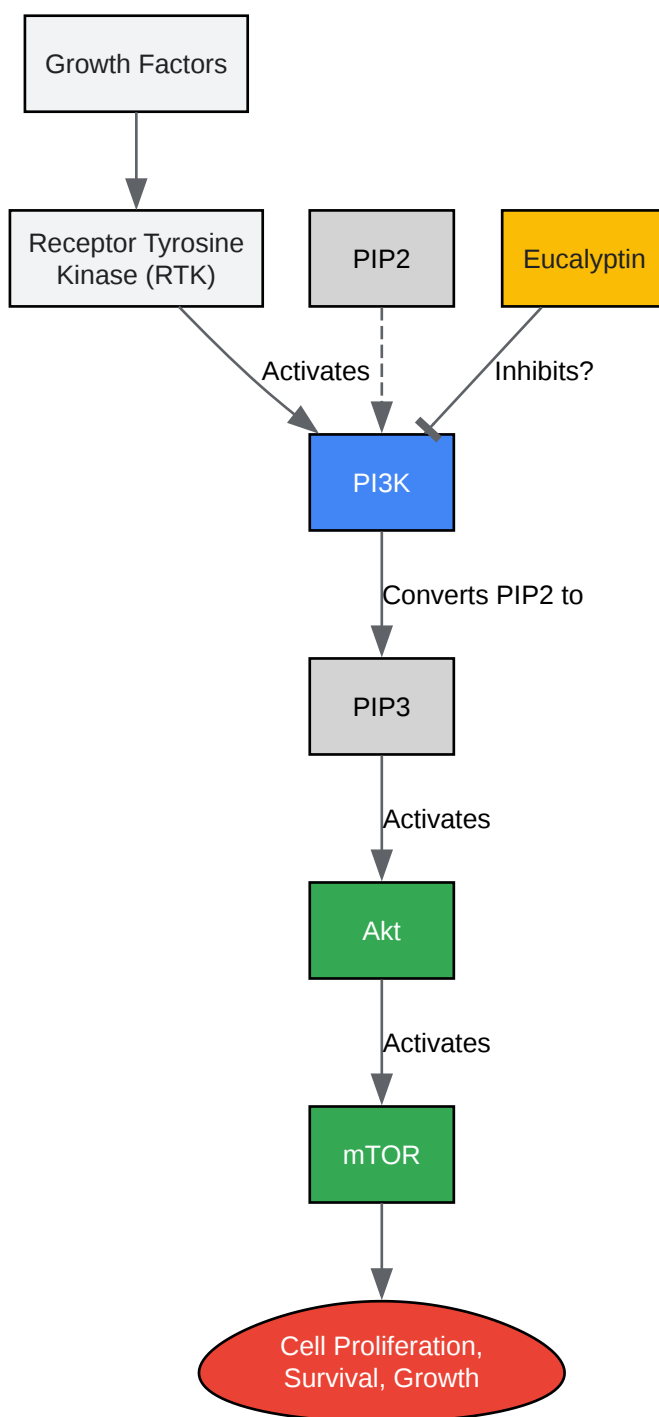 Growth Factors
Receptor Tyrosine
Kinase (RTK)
PIP2
Eucalyptin
Activates
Inhibits?
PI3K
Converts PIP2 to
PIP3
Activates
Akt
Activates
mTOR
Cell Proliferation,
Survival, Growth